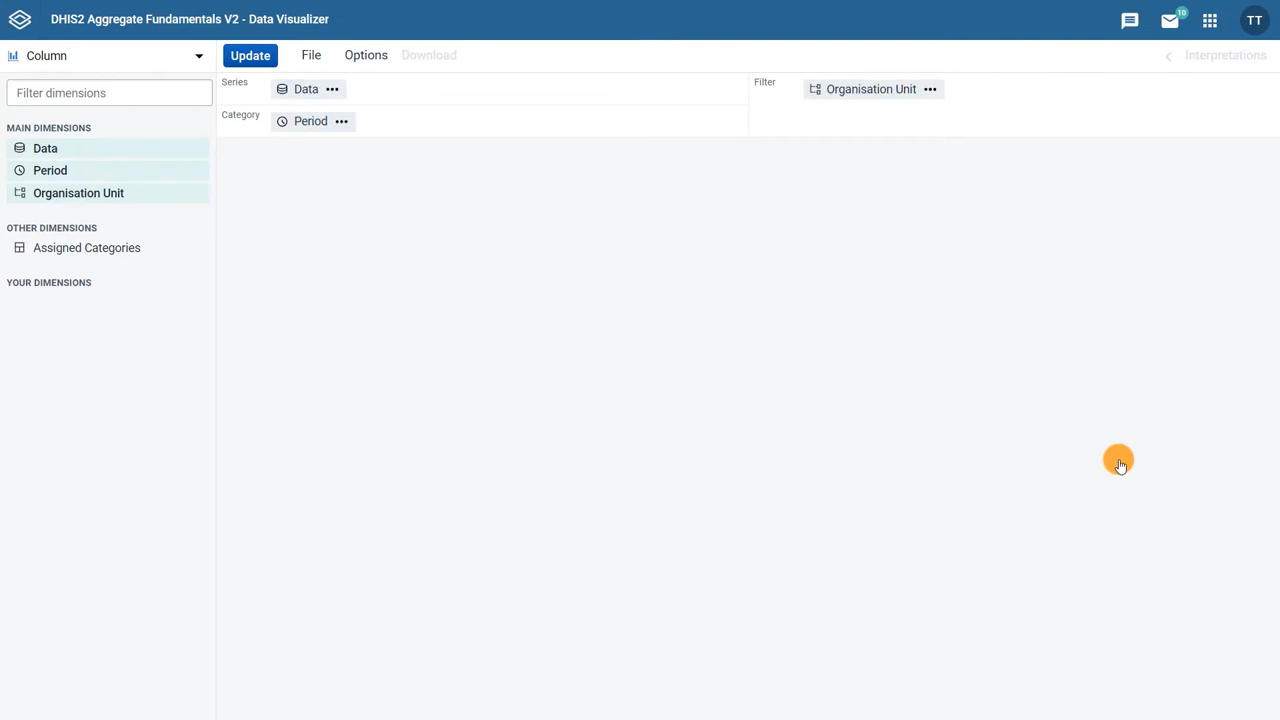 DHIS2 Aggregate Fundamentals V2 - Data Visualizer
10
TT
Column
Update
File
Options
Download
Interpretations
Filter dimensions
Series
Data
Filter
Organisation Unit
Category
Period
MAIN DIMENSIONS
Data
Period
Organisation Unit
OTHER DIMENSIONS
Assigned Categories
YOUR DIMENSIONS